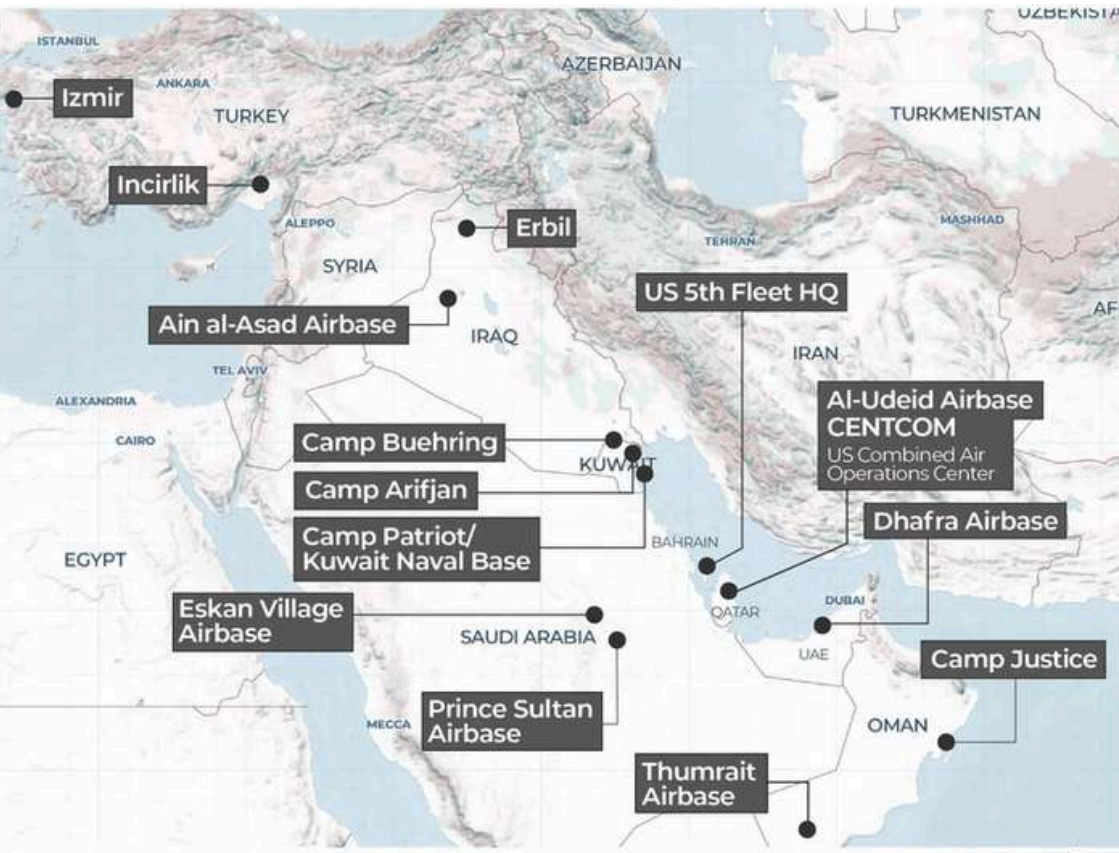 UZBEKISTA
ISTANBUL
AZERBAIJAN
ANKARA
Izmir
TURKEY
TURKMENISTAN
Incirlik
ALEPPO
Erbil
MASHHAD
TEHRAN
SYRIA
US 5th Fleet HQ
AF
Ain al-Asad Airbase
IRAQ
IRAN
TEL AVIV
ALEXANDRIA
Al-Udeid Airbase
CENTCOM
US Combined Air
Operations Center
CAIRO
Camp Buehring
KUWAIT
Camp Arifjan
Camp Patriot/
Kuwait Naval Base
Dhafra Airbase
BAHRAIN
EGYPT
Eskan Village
Airbase
QATAR
DUBAI
SAUDI ARABIA
UAE
Camp Justice
Prince Sultan
Airbase
MECCA
OMAN
Thumrait
Airbase